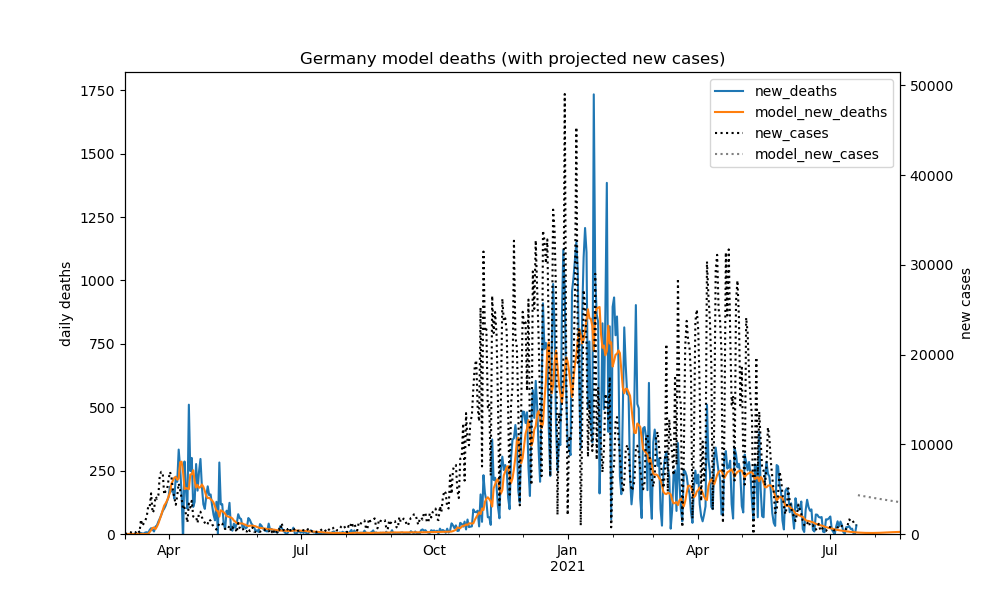 Germany model deaths (with projected new cases)
new_deaths
model_new_deaths
new_cases
model_new_cases
daily deaths
1750
1500
1250
1000
750
500
250
0
50000
40000
30000
20000
10000
0
new cases
Apr
Jul
Oct
Jan
2021
Apr
Jul